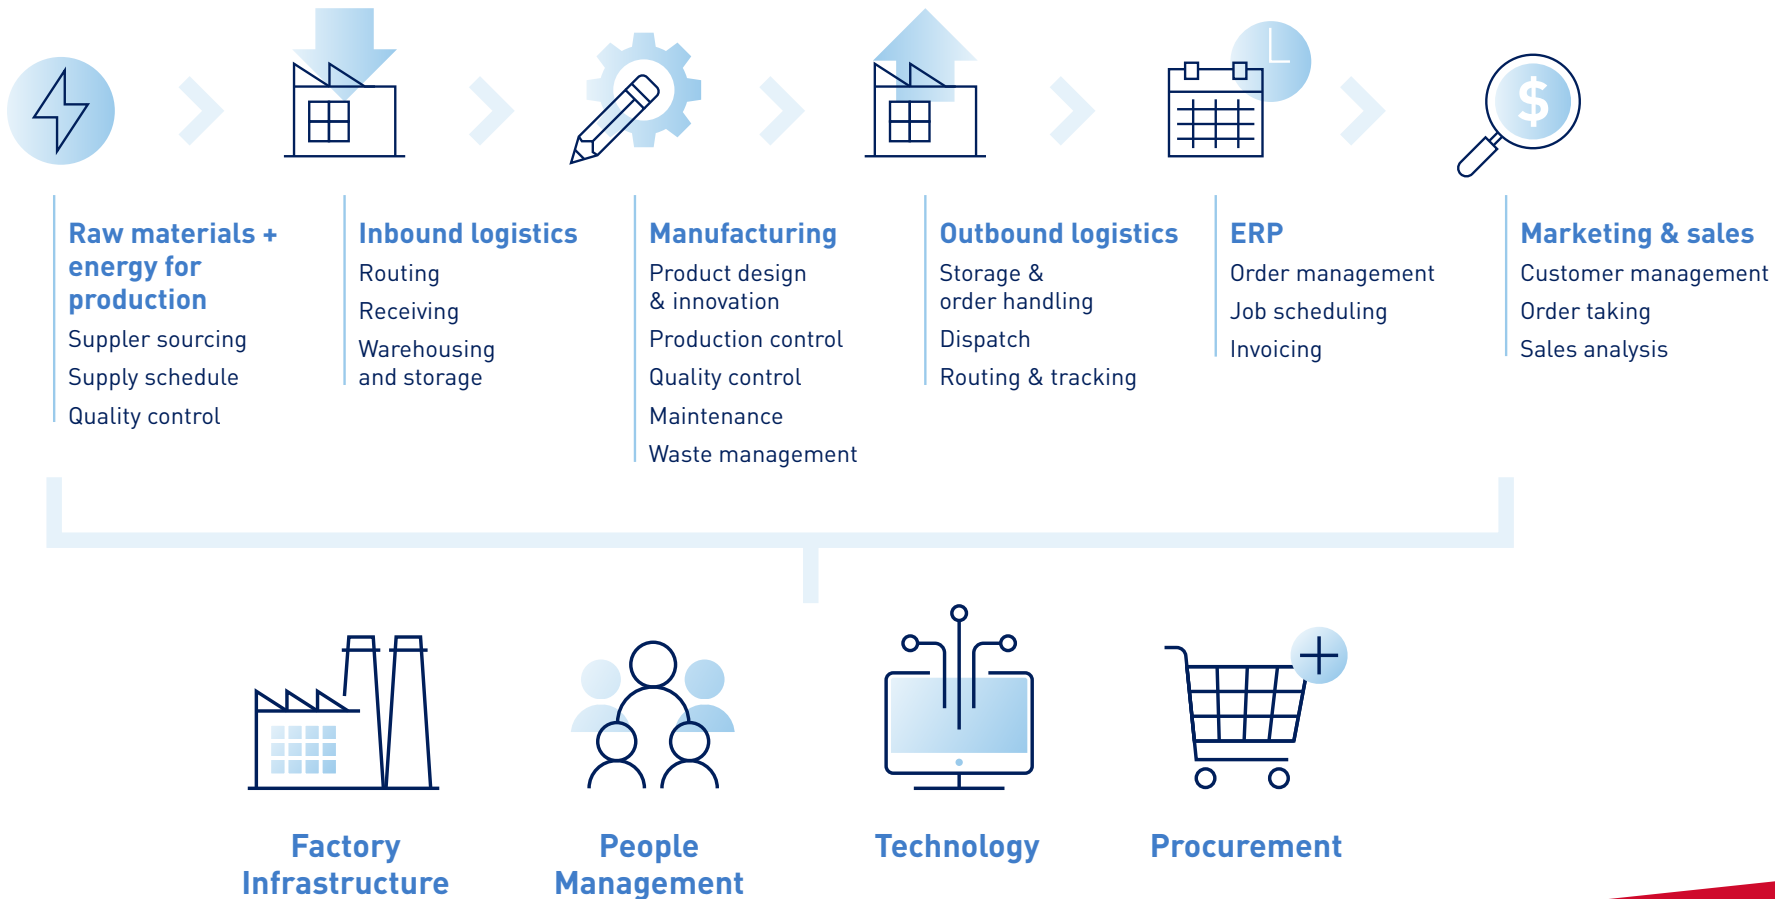 Raw materials +
energy for
production
Suppler sourcing
Supply schedule
Quality control
Inbound logistics
Routing
Receiving
Warehousing
and storage
Manufacturing
Product design
& innovation
Production control
Quality control
Maintenance
Waste management
Outbound logistics
Storage &
order handling
Dispatch
Routing & tracking
ERP
Order management
Job scheduling
Invoicing
$
Marketing & sales
Customer management
Order taking
Sales analysis
Factory
Infrastructure
People
Management
Technology
Procurement